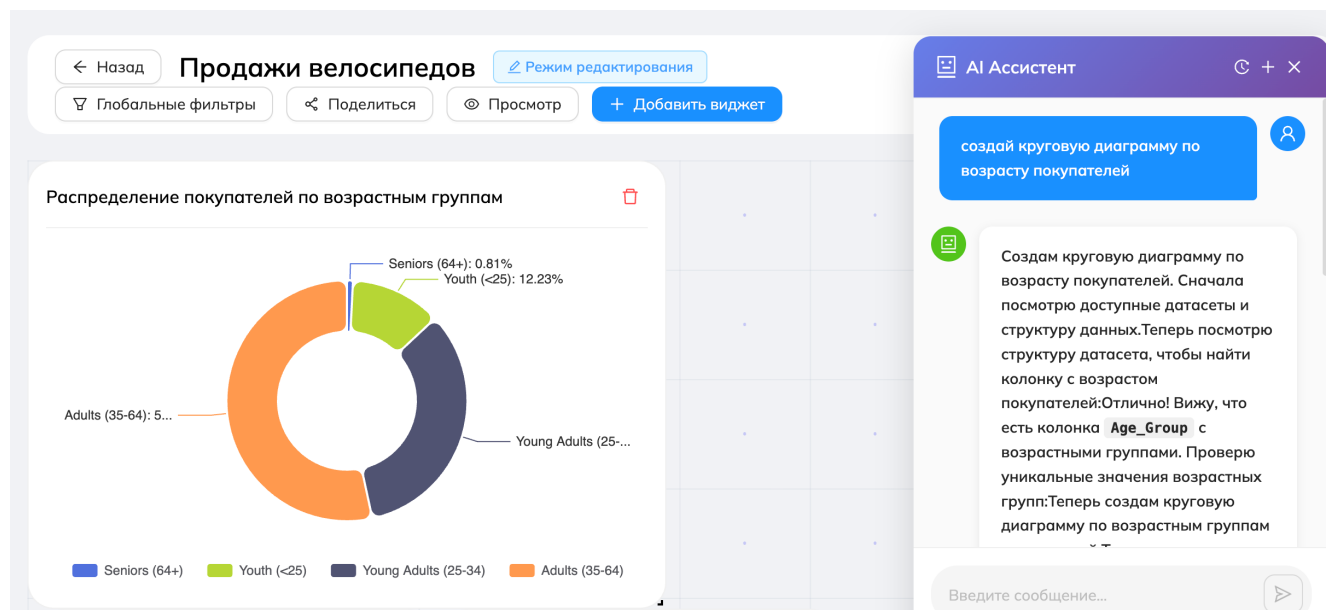 Назад
Продажи велосипедов
Режим редактирования
Глобальные фильтры
Поделиться
Просмотр
Добавить виджет
Распределение покупателей по возрастным группам
Seniors (64+): 0.81%
Youth (<25): 12.23%
Adults (35-64): 5...
Young Adults (25-...
Seniors (64+)
Youth (<25)
Young Adults (25-34)
Adults (35-64)
AI Ассистент
создай круговую диаграмму по
возрасту покупателей
Создам круговую диаграмму по
возрасту покупателей. Сначала
посмотрю доступные датасеты и
структуру данных.Теперь посмотрю
структуру датасета, чтобы найти
колонку с возрастом
покупателей:Отлично! Вижу, что
есть колонка Age_Group с
возрастными группами. Проверю
уникальные значения возрастных
групп:Теперь создам круговую
диаграмму по возрастным группам
Введите сообщение...